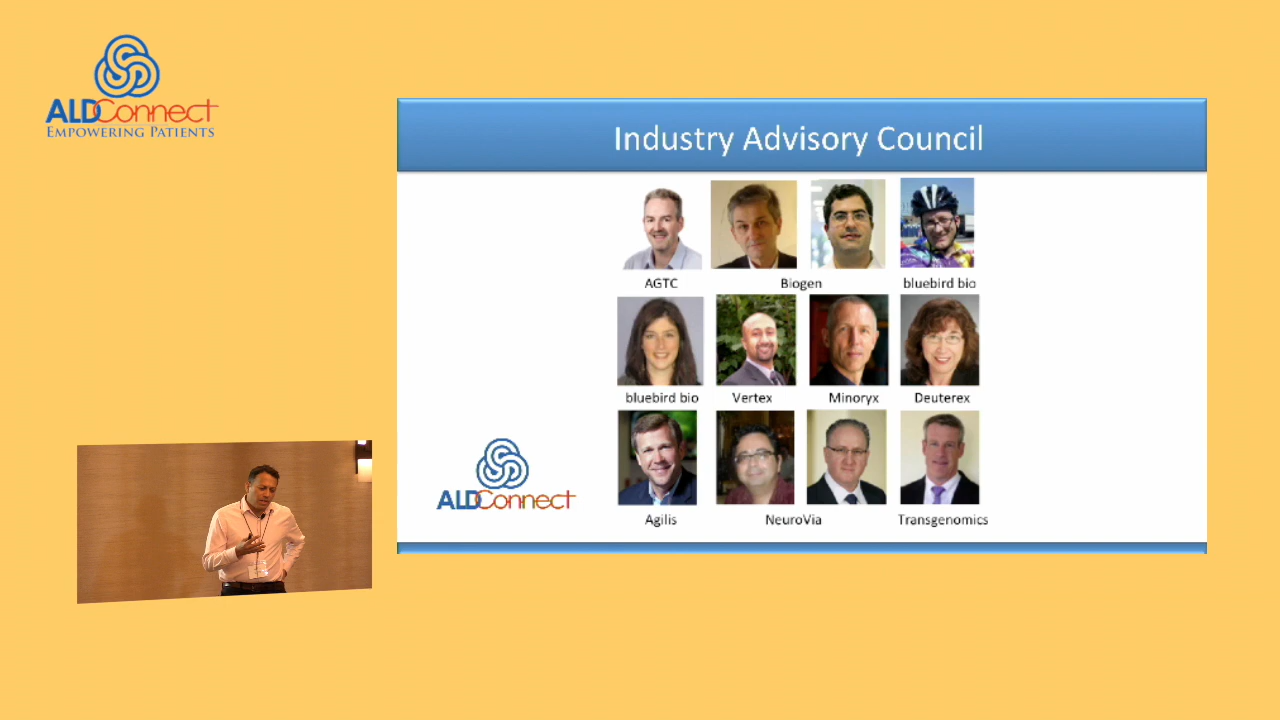 ALDConnect
EMPOWERING PATIENTS
Industry Advisory Council
AGTC
Biogen
bluebird bio
bluebird bio
Vertex
Minoryx
Deuterex
Agilis
NeuroVia
Transgenomics
ALDConnect